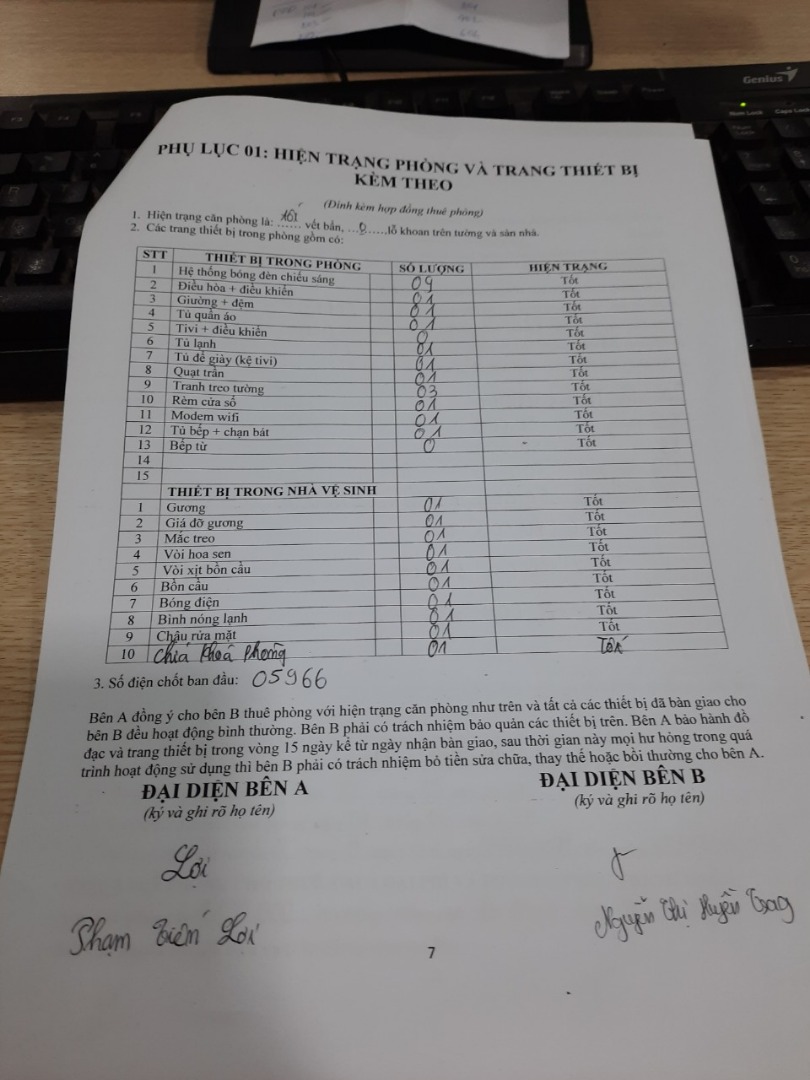 Genius
Num Lock Caps Lock
PHỤ LỤC 01: HIỆN TRẠNG PHÒNG VÀ TRANG THIẾT BỊ
KÈM THEO
(Đính kèm hợp đồng thuê phòng)
1. Hiện trạng căn phòng là: ...... vết bẩn, ...0.....lỗ khoan trên tường và sàn nhà.
2. Các trang thiết bị trong phòng gồm có:
STT THIẾT BỊ TRONG PHÒNG SỐ LƯỢNG HIỆN TRẠNG
1 Hệ thống bóng đèn chiếu sáng 09 Tốt
2 Điều hòa + điều khiển 01 Tốt
3 Giường + đệm 01 Tốt
4 Tủ quần áo 01 Tốt
5 Tivi + điều khiển 0 Tốt
6 Tủ lạnh 01 Tốt
7 Tủ để giày (kệ tivi) 01 Tốt
8 Quạt trần 01 Tốt
9 Tranh treo tường 03 Tốt
10 Rèm cửa sổ 01 Tốt
11 Modem wifi 01 Tốt
12 Tủ bếp + chạn bát 01 Tốt
13 Bếp từ 0 Tốt
14
15
THIẾT BỊ TRONG NHÀ VỆ SINH
1 Gương 01 Tốt
2 Giá đỡ gương 01 Tốt
3 Mắc treo 01 Tốt
4 Vòi hoa sen 01 Tốt
5 Vòi xịt bồn cầu 01 Tốt
6 Bồn cầu 01 Tốt
7 Bóng điện 01 Tốt
8 Bình nóng lạnh 01 Tốt
9 Chậu rửa mặt 01 Tốt
10 Chìa Khoá Phòng 01 Tốt
3. Số điện chốt ban đầu: 05966
Bên A đồng ý cho bên B thuê phòng với hiện trạng căn phòng như trên và tất cả các thiết bị đã bàn giao cho
bên B đều hoạt động bình thường. Bên B phải có trách nhiệm bảo quản các thiết bị trên. Bên A bảo hành đồ
đạc và trang thiết bị trong vòng 15 ngày kể từ ngày nhận bàn giao, sau thời gian này mọi hư hỏng trong quá
trình hoạt động sử dụng thì bên B phải có trách nhiệm bỏ tiền sửa chữa, thay thế hoặc bồi thường cho bên A.
ĐẠI DIỆN BÊN A ĐẠI DIỆN BÊN B
(ký và ghi rõ họ tên) (ký và ghi rõ họ tên)
Lợi
Phạm Tiến Lợi Nguyễn Thị Huyền Trang
7